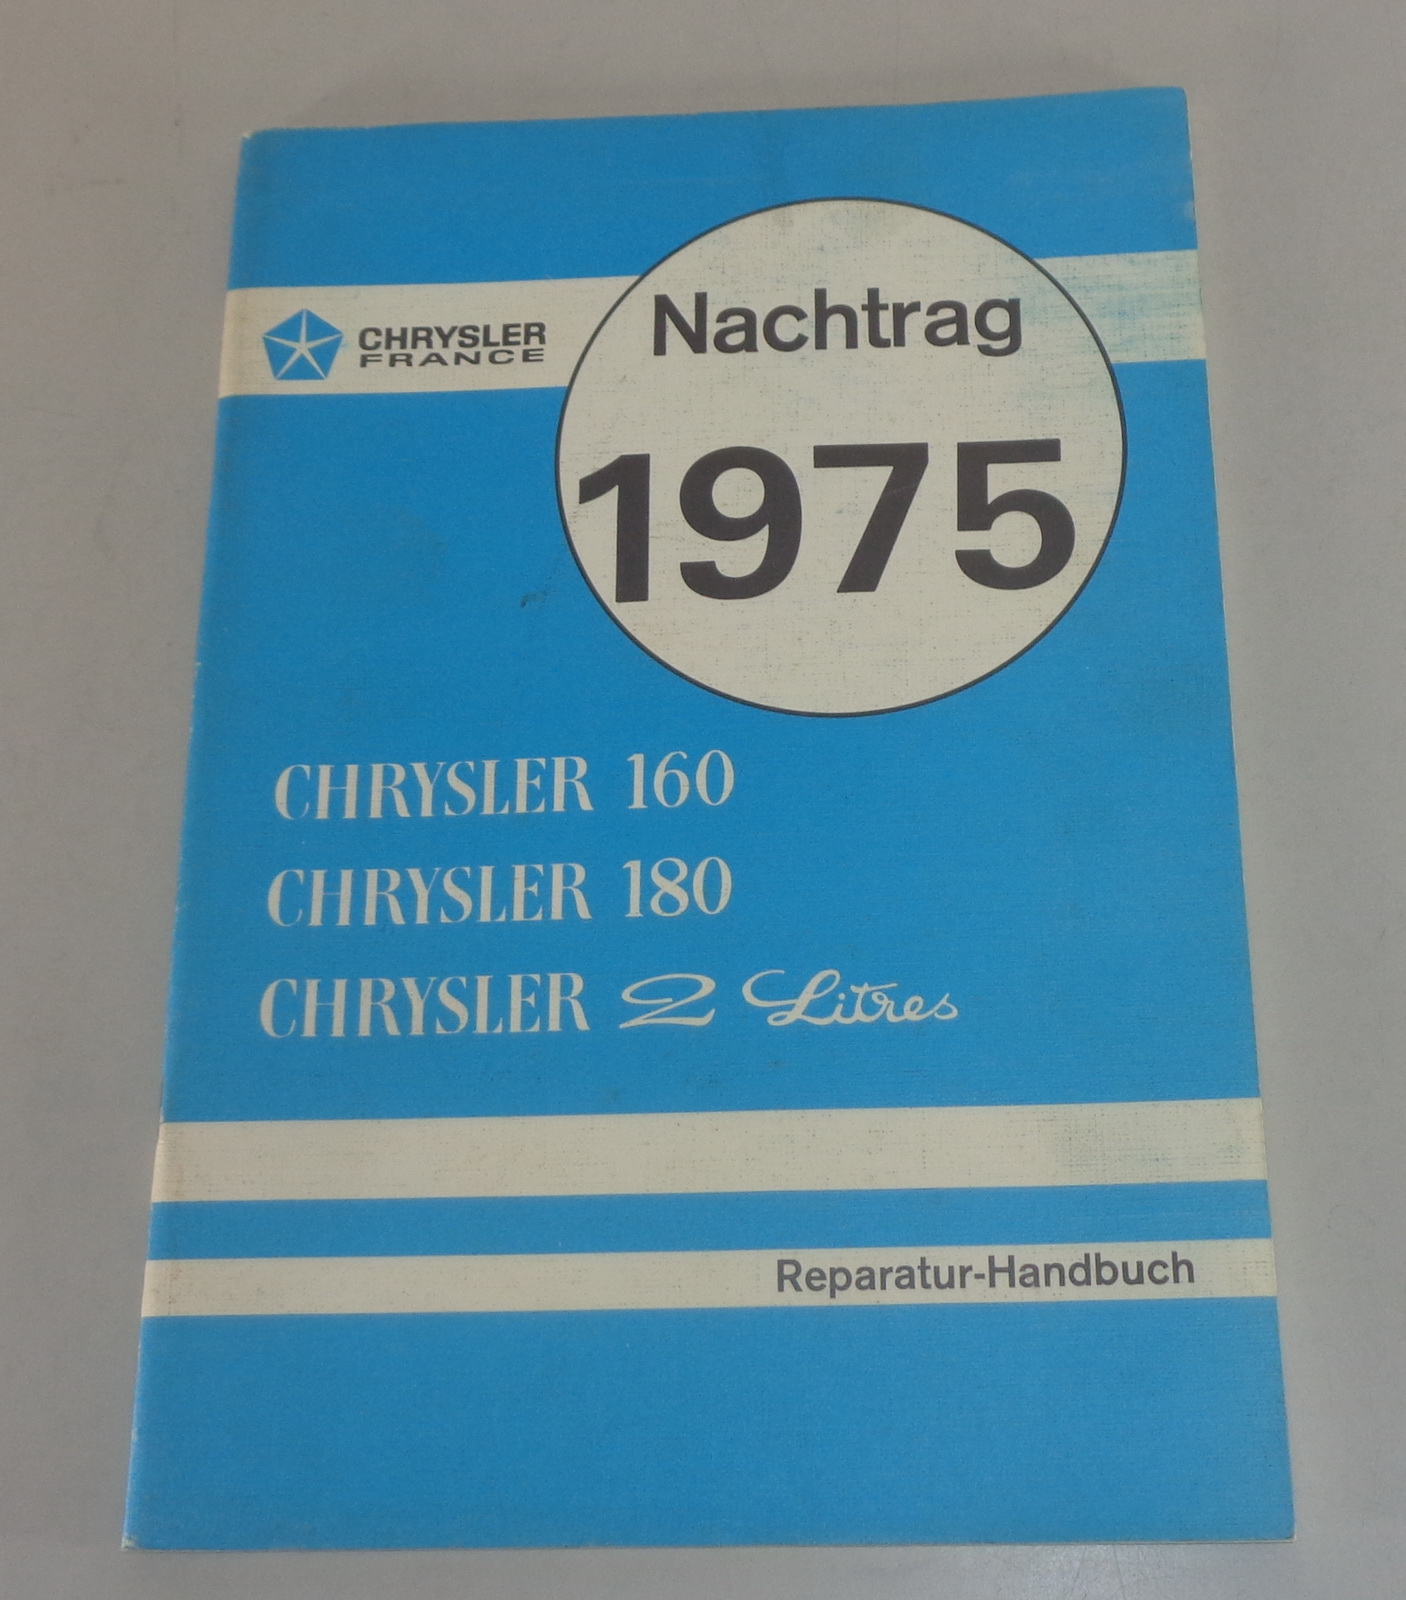 Nachtrag
CHRYSLER
FRANCE
1975
CHRYSLER 160
CHRYSLER 180
CHRYSLER 2 Litres
Reparatur-Handbuch